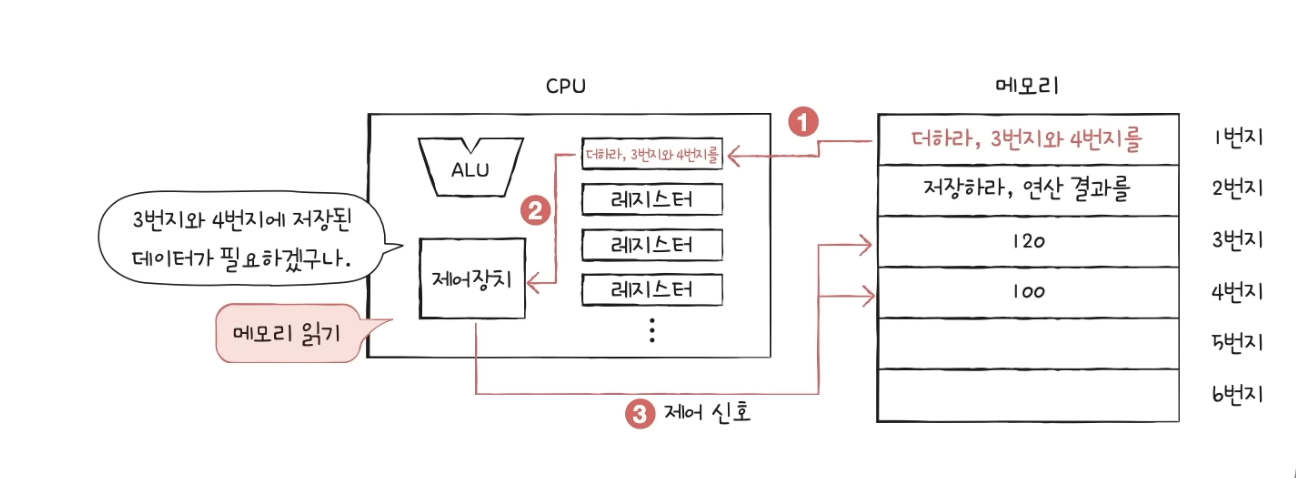 CPU
메모리
1
더하라, 3번지와 4번지를
1번지
ALU
더하라, 3번지와 4번지를
저장하라, 연산 결과를
2번지
레지스터
2
3번지와 4번지에 저장된
데이터가 필요하겠구나.
120
3번지
레지스터
제어장치
레지스터
100
4번지
메모리 읽기
5번지
6번지
3 제어 신호